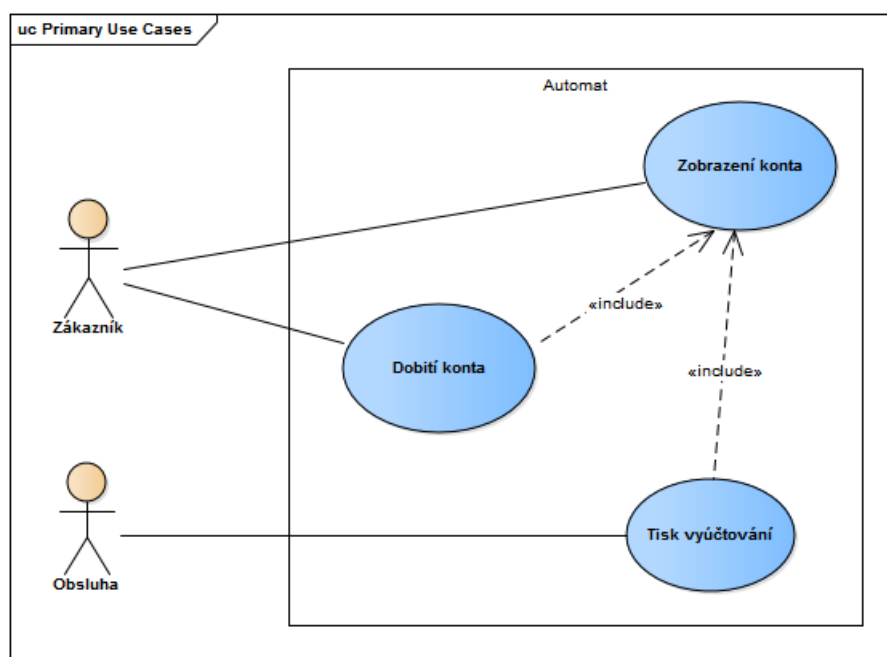 uc Primary Use Cases
Automat
Zobrazení konta
Zákazník
«include»
Dobití konta
«include»
Tisk vyúčtování
Obsluha